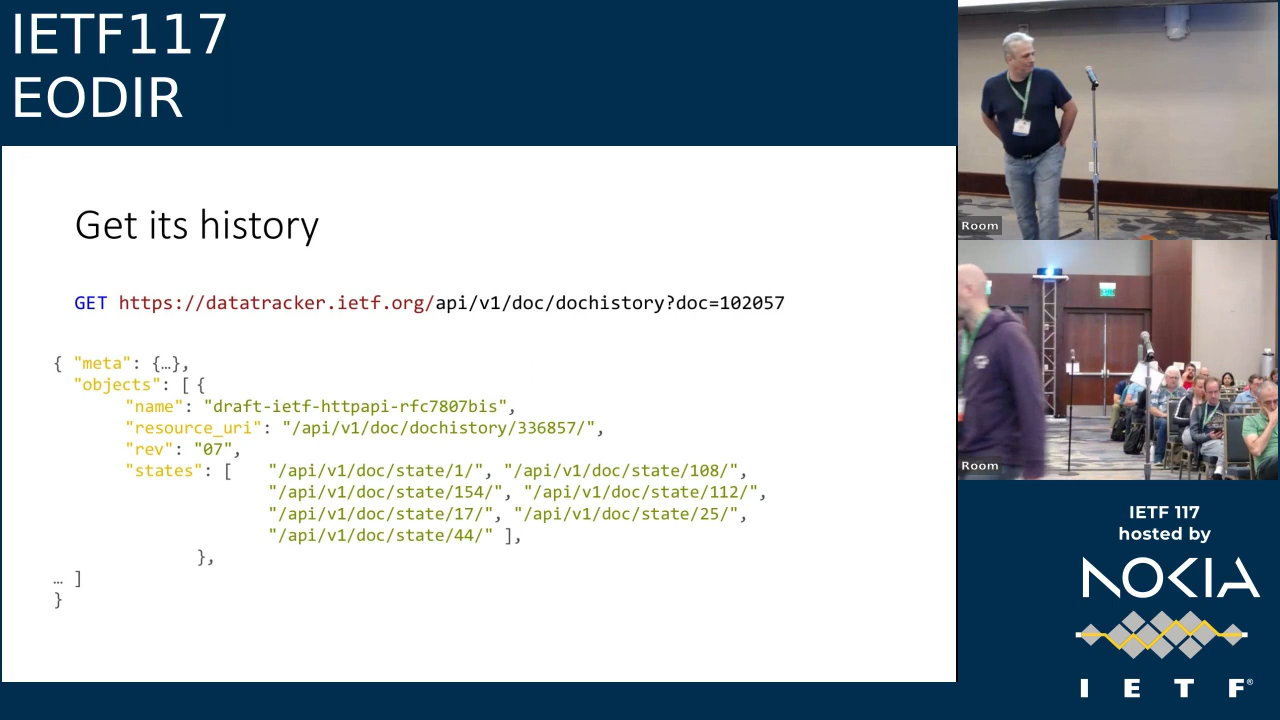 IETF117
EODIR
Get its history
GET https://datatracker.ietf.org/api/v1/doc/dochistory?doc=102057
{ "meta": {…},
"objects": [ {
"name": "draft-ietf-httpapi-rfc7807bis",
"resource_uri": "/api/v1/doc/dochistory/336857/",
"rev": "07",
"states": [ "/api/v1/doc/state/1/", "/api/v1/doc/state/108/",
"/api/v1/doc/state/154/", "/api/v1/doc/state/112/",
"/api/v1/doc/state/17/", "/api/v1/doc/state/25/",
"/api/v1/doc/state/44/" ],
},
… ]
}
Room
Room
IETF 117
hosted by
NOKIA
I E T F®